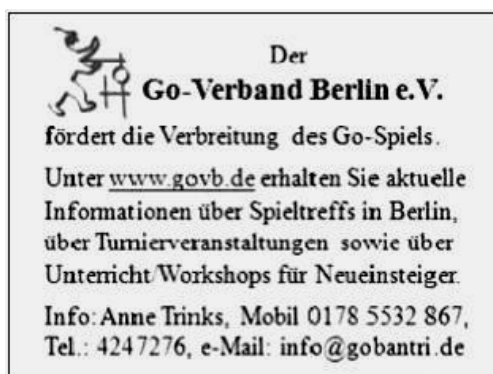 Der
Go-Verband Berlin e.V.
fördert die Verbreitung des Go-Spiels.
Unter www.govb.de erhalten Sie aktuelle
Informationen über Spieltreffs in Berlin,
über Turnierveranstaltungen sowie über
Unterricht/Workshops für Neueinsteiger.
Info: Anne Trinks, Mobil 0178 5532 867,
Tel.: 4247276, e-Mail: info@gobantri.de